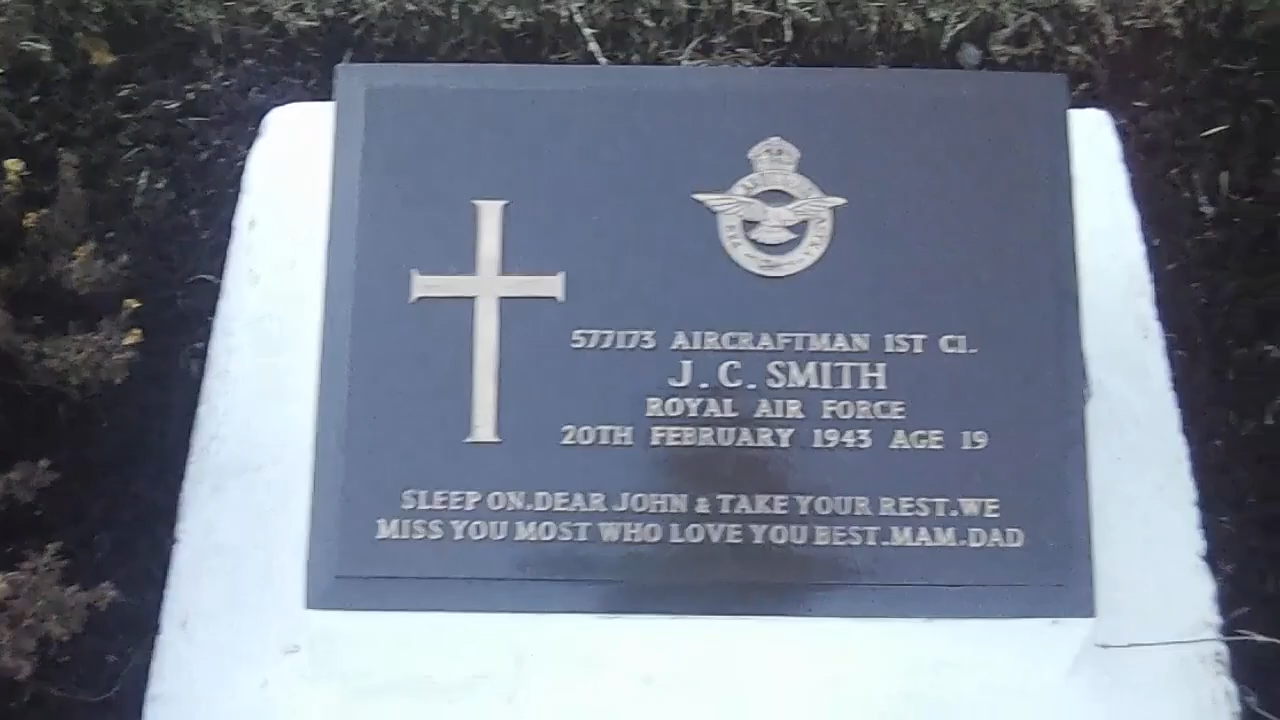 577173 AIRCRAFTMAN 1ST CL.
J. C. SMITH
ROYAL AIR FORCE
20TH FEBRUARY 1943 AGE 19
SLEEP ON.DEAR JOHN & TAKE YOUR REST.WE
MISS YOU MOST WHO LOVE YOU BEST.MAM.DAD